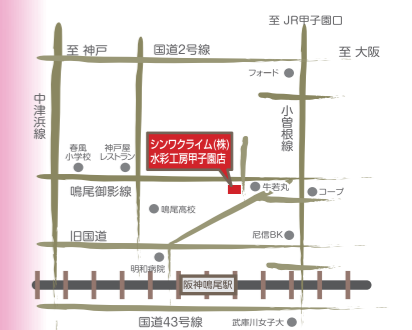 至 JR甲子園口
至 神戸
国道2号線
至 大阪
フォード
中津浜線
小曽根線
春風
小学校
神戸屋
レストラン
シンワクライム(株)
水彩工房甲子園店
鳴尾御影線
牛若丸
コープ
鳴尾高校
旧国道
尼信BK
明和病院
阪神鳴尾駅
国道43号線
武庫川女子大